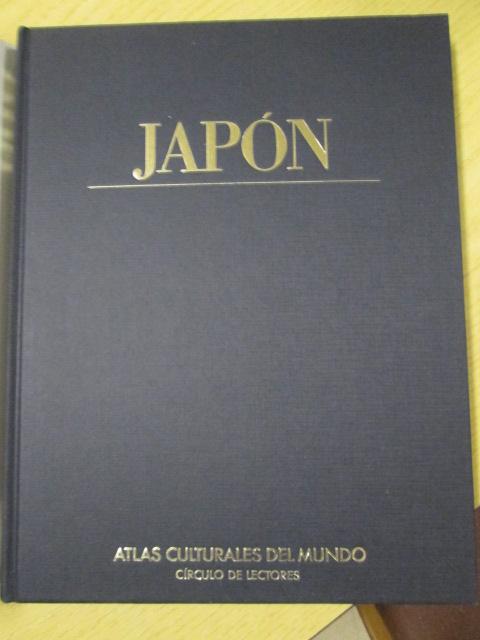 JAPÓN
ATLAS CULTURALES DEL MUNDO
CÍRCULO DE LECTORES